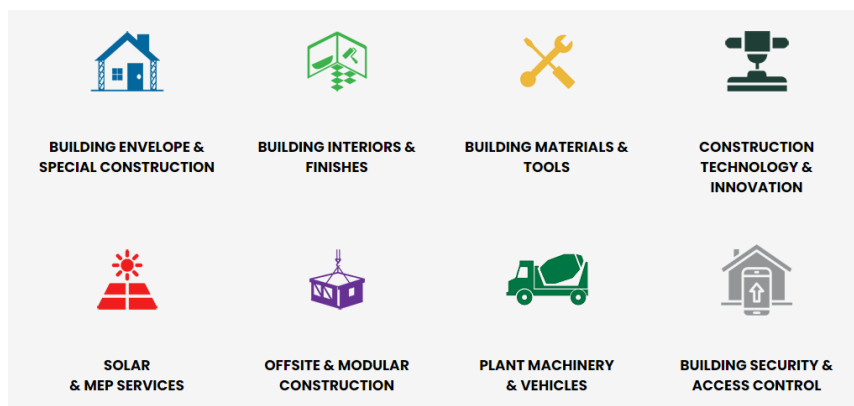 BUILDING ENVELOPE &
SPECIAL CONSTRUCTION
BUILDING INTERIORS &
FINISHES
BUILDING MATERIALS &
TOOLS
CONSTRUCTION
TECHNOLOGY &
INNOVATION
SOLAR
& MEP SERVICES
OFFSITE & MODULAR
CONSTRUCTION
PLANT MACHINERY
& VEHICLES
BUILDING SECURITY &
ACCESS CONTROL